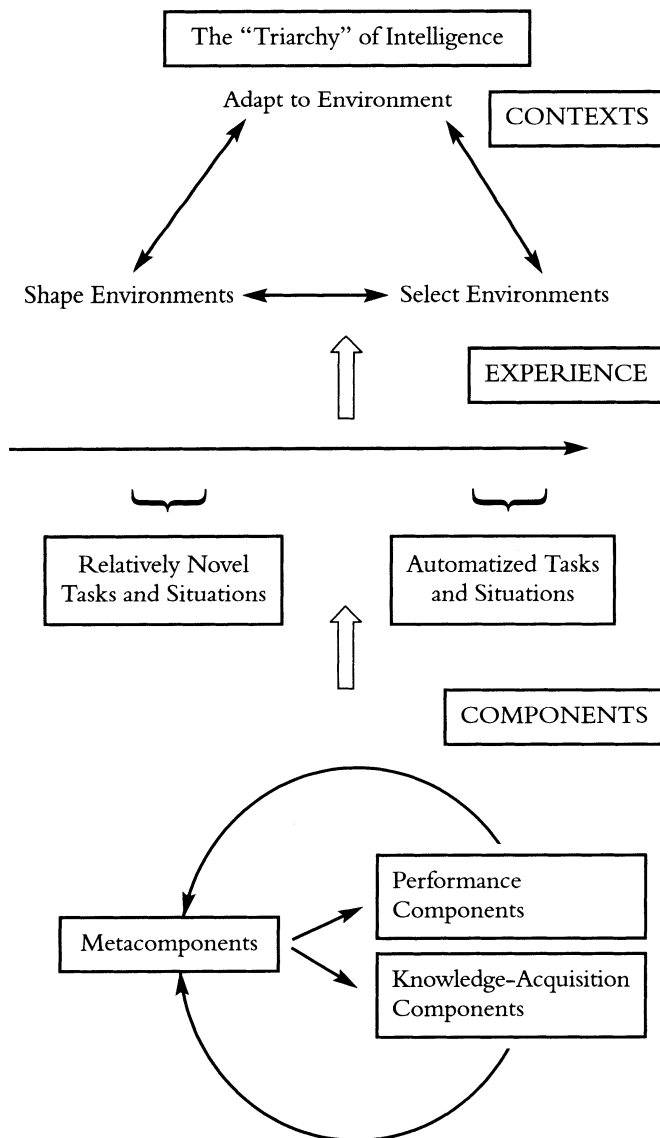 The “Triarchy” of Intelligence
Adapt to Environment
CONTEXTS
Shape Environments
Select Environments
EXPERIENCE
Relatively Novel
Tasks and Situations
Automatized Tasks
and Situations
COMPONENTS
Performance
Components
Metacomponents
Knowledge-Acquisition
Components